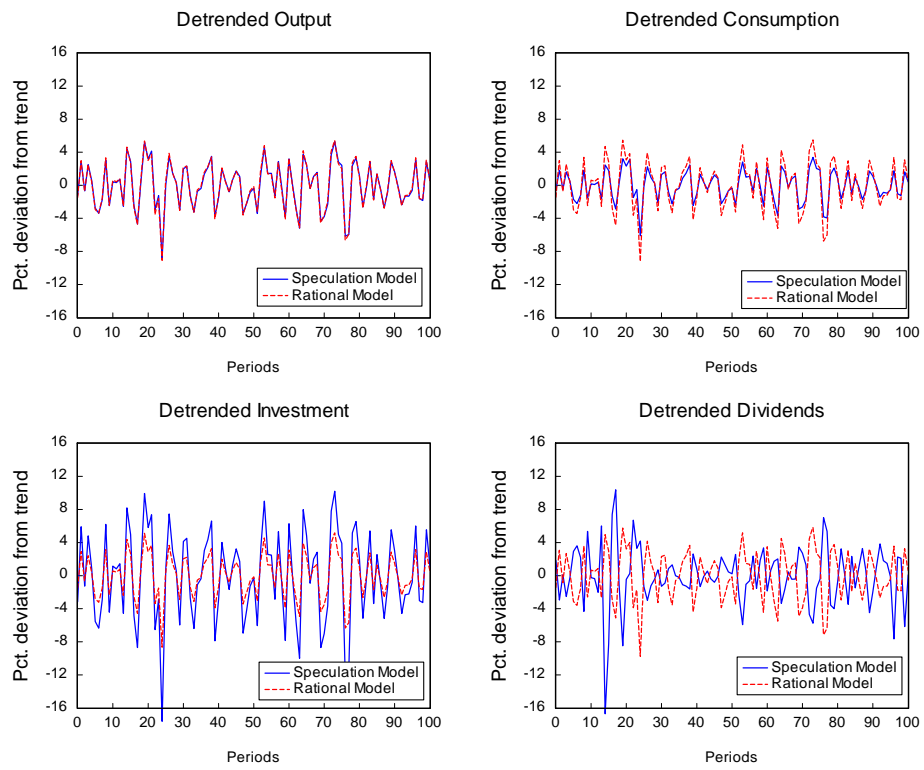 Detrended Output
Pct. deviation from trend
16
12
8
4
0
-4
-8
-12
-16
Speculation Model
Rational Model
0 10 20 30 40 50 60 70 80 90 100
Periods
Detrended Consumption
Pct. deviation from trend
16
12
8
4
0
-4
-8
-12
-16
Speculation Model
Rational Model
0 10 20 30 40 50 60 70 80 90 100
Periods
Detrended Investment
Pct. deviation from trend
16
12
8
4
0
-4
-8
-12
-16
Speculation Model
Rational Model
0 10 20 30 40 50 60 70 80 90 100
Periods
Detrended Dividends
Pct. deviation from trend
16
12
8
4
0
-4
-8
-12
-16
Speculation Model
Rational Model
0 10 20 30 40 50 60 70 80 90 100
Periods